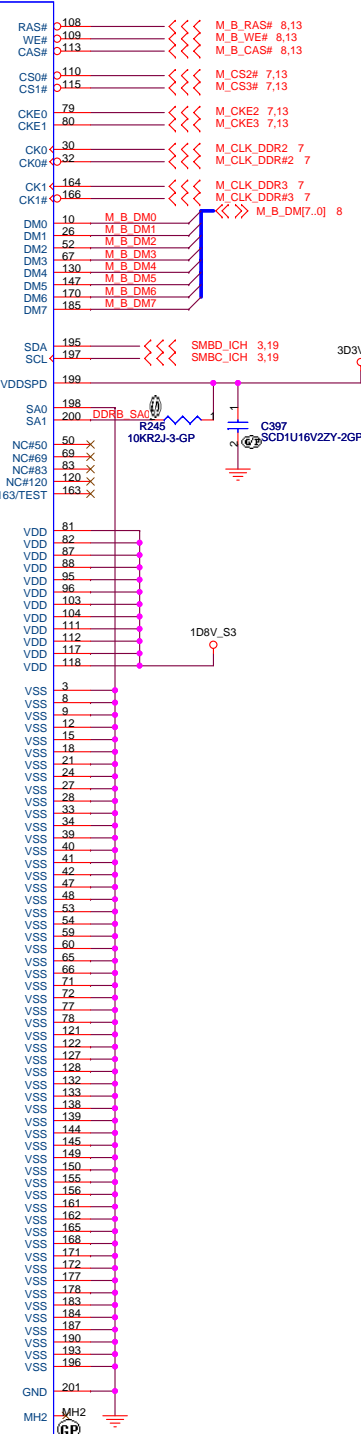 RAS# 108 M_B_RAS# 8,13
WE# 109 M_B_WE# 8,13
CAS# 113 M_B_CAS# 8,13
CS0# 110 M_CS2# 7,13
CS1# 115 M_CS3# 7,13
CKE0 79 M_CKE2 7,13
CKE1 80 M_CKE3 7,13
CK0 30 M_CLK_DDR2 7
CK0# 32 M_CLK_DDR#2 7
CK1 164 M_CLK_DDR3 7
CK1# 166 M_CLK_DDR#3 7
M_B_DM[7..0] 8
DM0 10 M_B_DM0
DM1 26 M_B_DM1
DM2 52 M_B_DM2
DM3 67 M_B_DM3
DM4 130 M_B_DM4
DM5 147 M_B_DM5
DM6 170 M_B_DM6
DM7 185 M_B_DM7
SDA 195 SMBD_ICH 3,19
SCL 197 SMBC_ICH 3,19
3D3V
VDDSPD 199
SA0 198
SA1 200 DDRB_SA0 1 1
R245 C397
10KR2J-3-GP 2 GP SCD1U16V2ZY-2GP
NC#50 50
NC#69 69
NC#83 83
NC#120 120
163/TEST 163
VDD 81
VDD 82
VDD 87
VDD 88
VDD 95
VDD 96
VDD 103
VDD 104
VDD 111
VDD 112
VDD 117
VDD 118
1D8V_S3
VSS 3
VSS 8
VSS 9
VSS 12
VSS 15
VSS 18
VSS 21
VSS 24
VSS 27
VSS 28
VSS 33
VSS 34
VSS 39
VSS 40
VSS 41
VSS 42
VSS 47
VSS 48
VSS 53
VSS 54
VSS 59
VSS 60
VSS 65
VSS 66
VSS 71
VSS 72
VSS 77
VSS 78
VSS 121
VSS 122
VSS 127
VSS 128
VSS 132
VSS 133
VSS 138
VSS 139
VSS 144
VSS 145
VSS 149
VSS 150
VSS 155
VSS 156
VSS 161
VSS 162
VSS 165
VSS 168
VSS 171
VSS 172
VSS 177
VSS 178
VSS 183
VSS 184
VSS 187
VSS 190
VSS 193
VSS 196
GND 201
MH2 MH2
GP